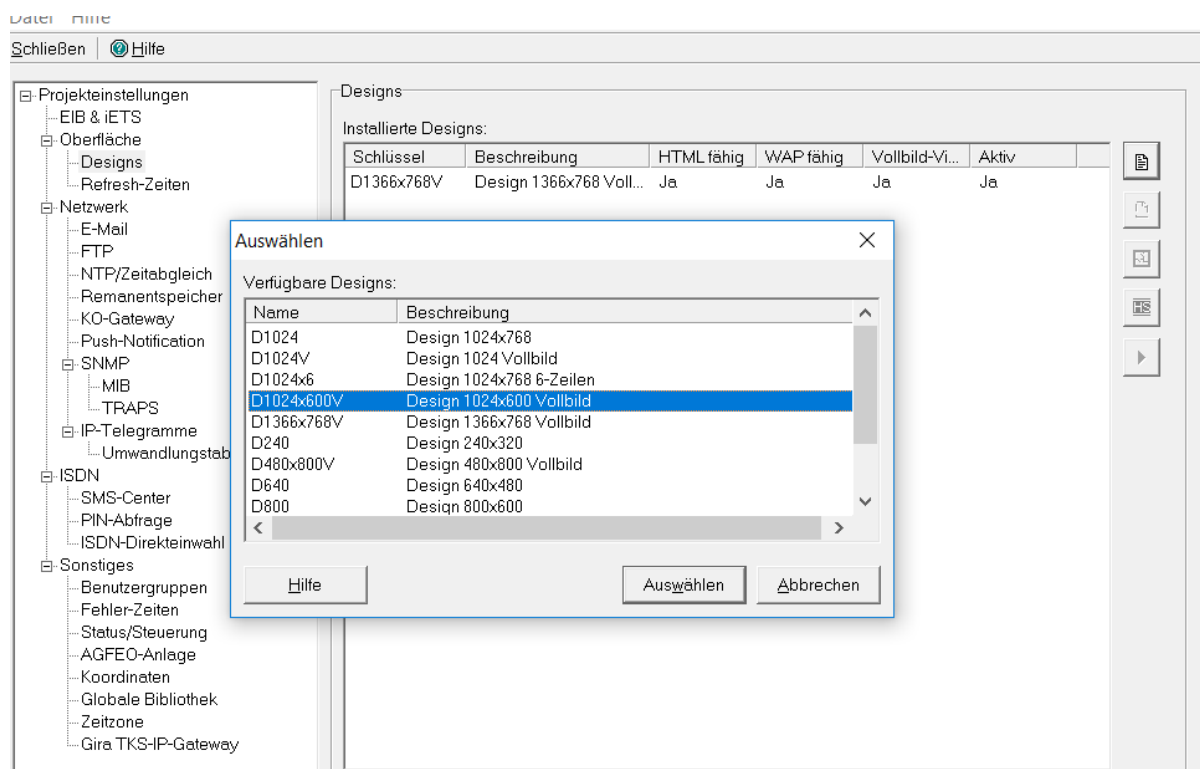 Datei Hilfe
Schließen Hilfe
Projekteinstellungen
EIB & iETS
Oberfläche
Designs
Refresh-Zeiten
Netzwerk
E-Mail
FTP
NTP/Zeitabgleich
Remanentspeicher
KO-Gateway
Push-Notification
SNMP
MIB
TRAPS
IP-Telegramme
Umwandlungstab
ISDN
SMS-Center
PIN-Abfrage
ISDN-Direkteinwahl
Sonstiges
Benutzergruppen
Fehler-Zeiten
Status/Steuerung
AGFEO-Anlage
Koordinaten
Globale Bibliothek
Zeitzone
Gira TKS-IP-Gateway
Designs
Installierte Designs:
Schlüssel Beschreibung HTML fähig WAP fähig Vollbild-Vi... Aktiv
D1366x768V Design 1366x768 Voll... Ja Ja Ja Ja
HS
Auswählen
Verfügbare Designs:
Name Beschreibung
D1024 Design 1024x768
D1024V Design 1024 Vollbild
D1024x6 Design 1024x768 6-Zeilen
D1024x600V Design 1024x600 Vollbild
D1366x768V Design 1366x768 Vollbild
D240 Design 240x320
D480x800V Design 480x800 Vollbild
D640 Design 640x480
D800 Design 800x600
Hilfe Auswählen Abbrechen